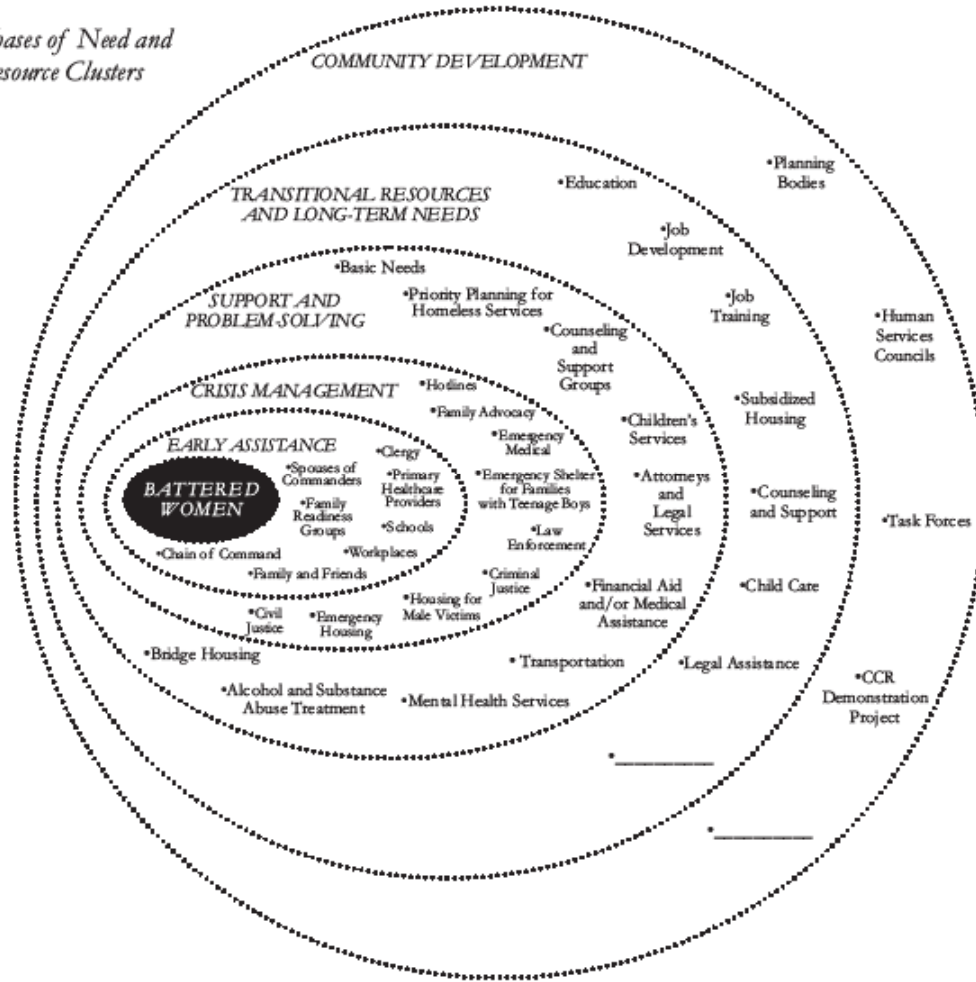 hases of Need and
esource Clusters
COMMUNITY DEVELOPMENT
•Planning
Bodies
•Human
Services
Councils
•Task Forces
•CCR
Demonstration
Project
TRANSITIONAL RESOURCES
AND LONG-TERM NEEDS
•Education
•Job
Development
•Job
Training
•Subsidized
Housing
•Counseling
and Support
•Child Care
•Legal Assistance
•__________
•__________
SUPPORT AND
PROBLEM-SOLVING
•Basic Needs
•Priority Planning for
Homeless Services
•Counseling
and
Support
Groups
•Children's
Services
•Attorneys
and
Legal
Services
•Financial Aid
and/or Medical
Assistance
• Transportation
•Mental Health Services
•Alcohol and Substance
Abuse Treatment
•Bridge Housing
CRISIS MANAGEMENT
•Hotlines
•Family Advocacy
•Emergency
Medical
•Emergency Shelter
for Families
with Teenage Boys
•Law
Enforcement
•Criminal
Justice
•Housing for
Male Victims
•Emergency
Housing
•Civil
Justice
EARLY ASSISTANCE
•Clergy
•Spouses of
Commanders
•Primary
Healthcare
Providers
•Family
Readiness
Groups
•Schools
•Workplaces
•Chain of Command
•Family and Friends
BATTERED
WOMEN